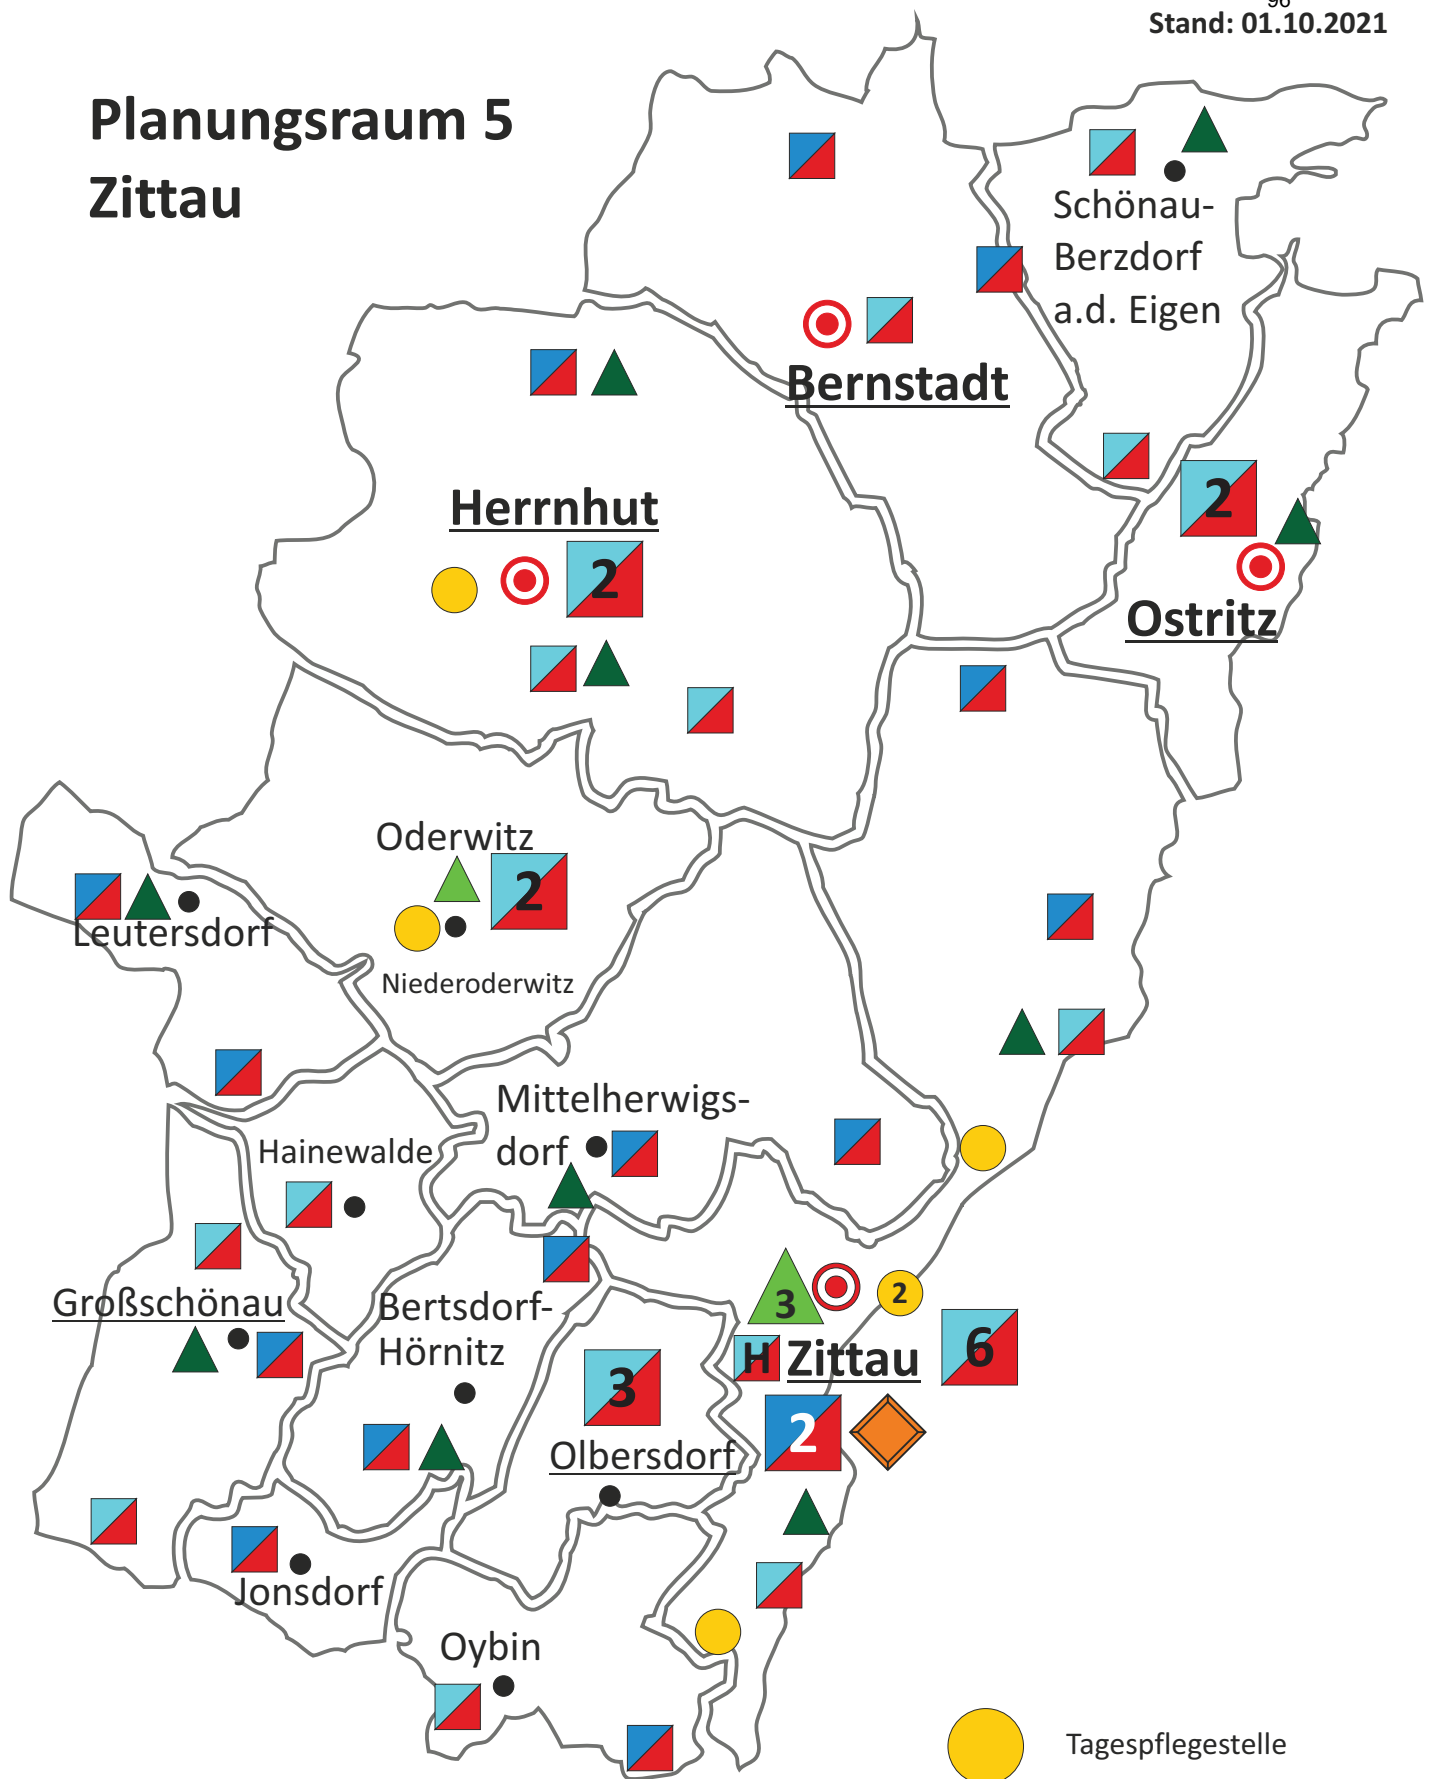 96
Stand: 01.10.2021
Planungsraum 5
Zittau
Schönau-
Berzdorf
a.d. Eigen
Bernstadt
Herrnhut
2
2
Ostritz
Oderwitz
2
Leutersdorf
Niederoderwitz
Mittelherwigs-
dorf
Hainewalde
Großschönau
Bertsdorf-
Hörnitz
3
2
H Zittau
6
3
2
Olbersdorf
Jonsdorf
Oybin
Tagespflegestelle